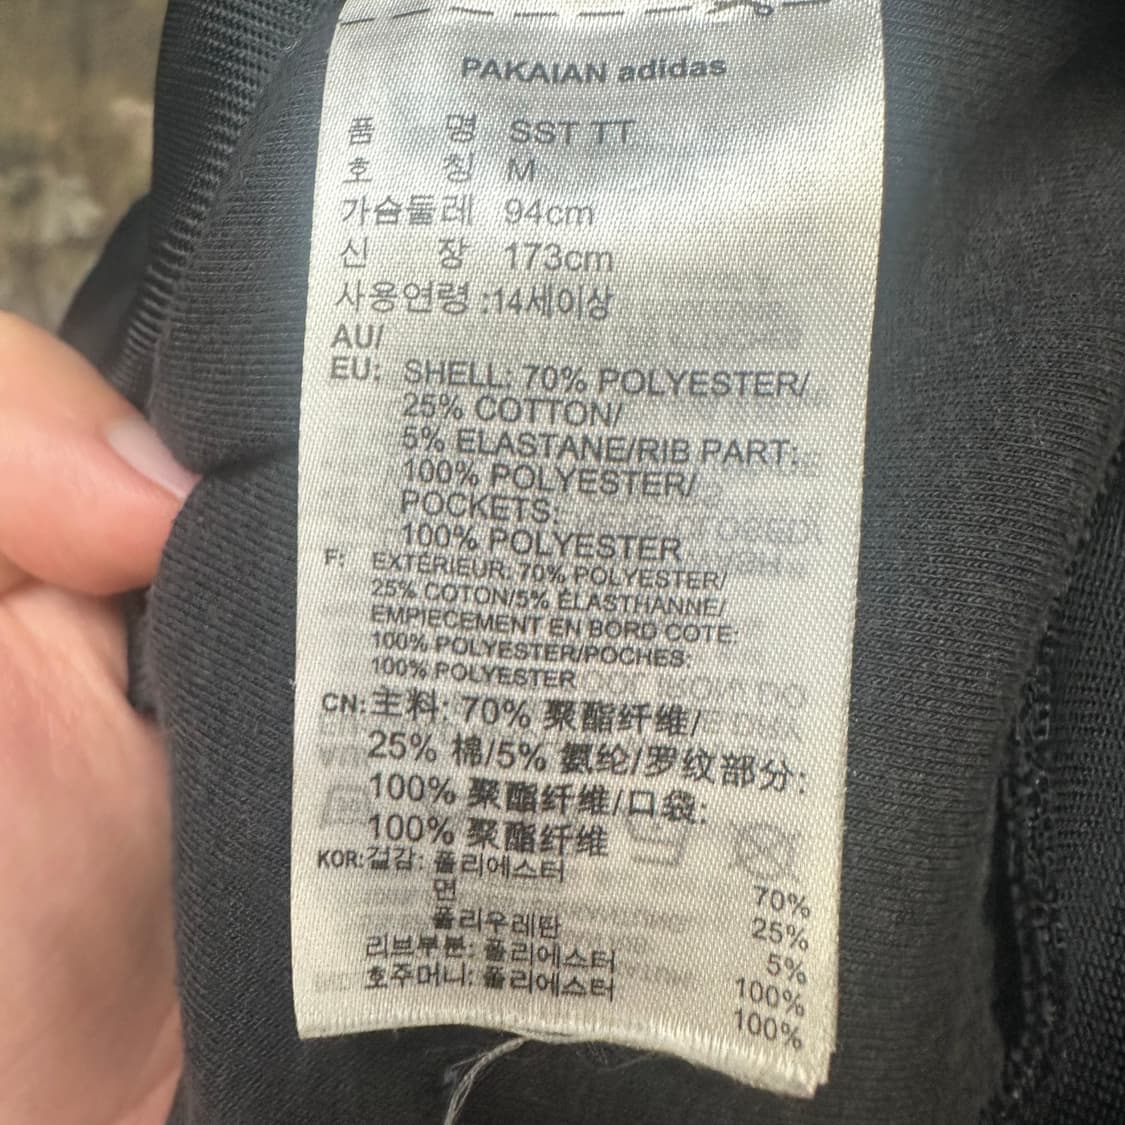 PAKAIAN adidas
품 명 SST TT
호 칭 M
가슴둘레 94cm
신 장 173cm
사용연령 :14세이상
AU/
EU: SHELL: 70% POLYESTER/
25% COTTON/
5% ELASTANE/RIB PART:
100% POLYESTER/
POCKETS:
100% POLYESTER
F: EXTÉRIEUR: 70% POLYESTER/
25% COTON/5% ÉLASTHANNE/
EMPIECEMENT EN BORD COTE:
100% POLYESTER/POCHES:
100% POLYESTER
CN:主料: 70% 聚酯纤维/
25% 棉/5% 氨纶/罗纹部分:
100% 聚酯纤维/口袋:
100% 聚酯纤维
KOR:겉감: 폴리에스터 70%
면 25%
폴리우레탄 5%
리브부분: 폴리에스터 100%
호주머니: 폴리에스터 100%